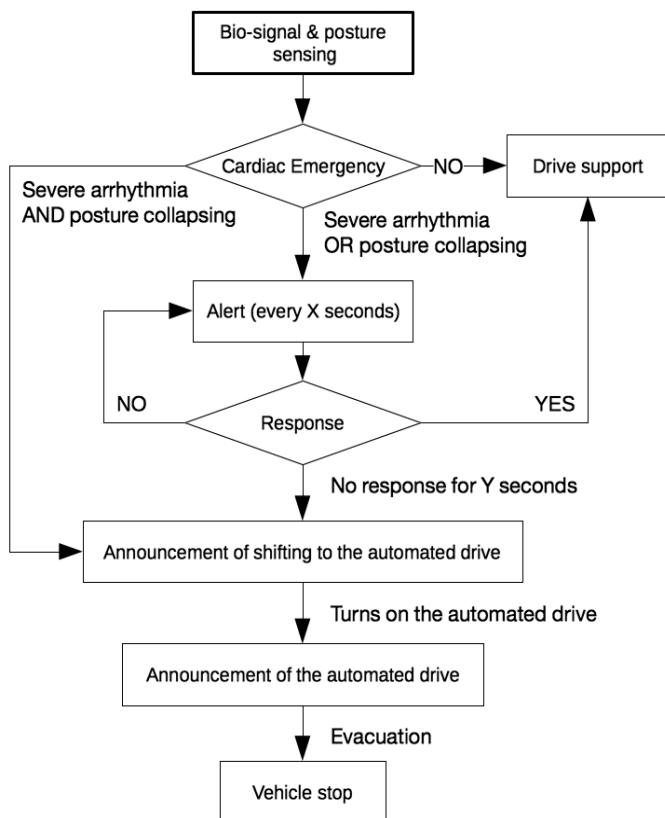 Bio-signal & posture
sensing
Cardiac Emergency
NO
Drive support
Severe arrhythmia
AND posture collapsing
Severe arrhythmia
OR posture collapsing
Alert (every X seconds)
NO
Response
YES
No response for Y seconds
Announcement of shifting to the automated drive
Turns on the automated drive
Announcement of the automated drive
Evacuation
Vehicle stop